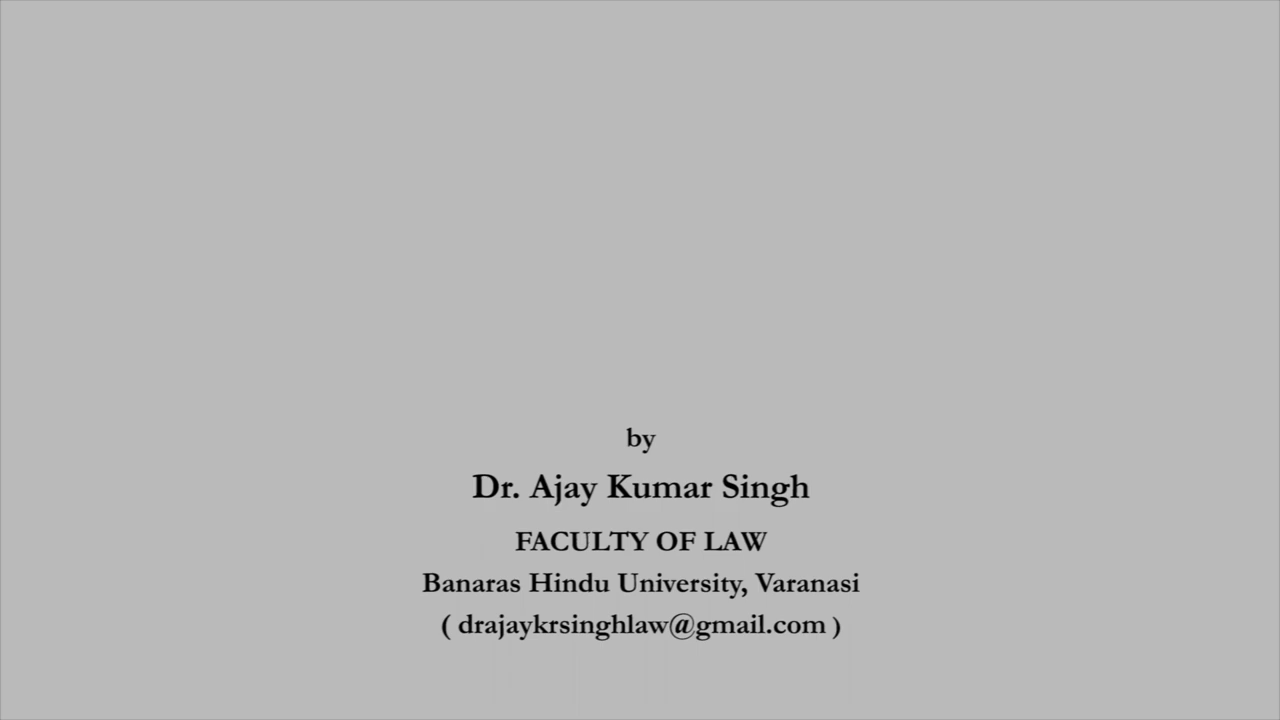 by
Dr. Ajay Kumar Singh
FACULTY OF LAW
Banaras Hindu University, Varanasi
( drajaykrsinghlaw@gmail.com )